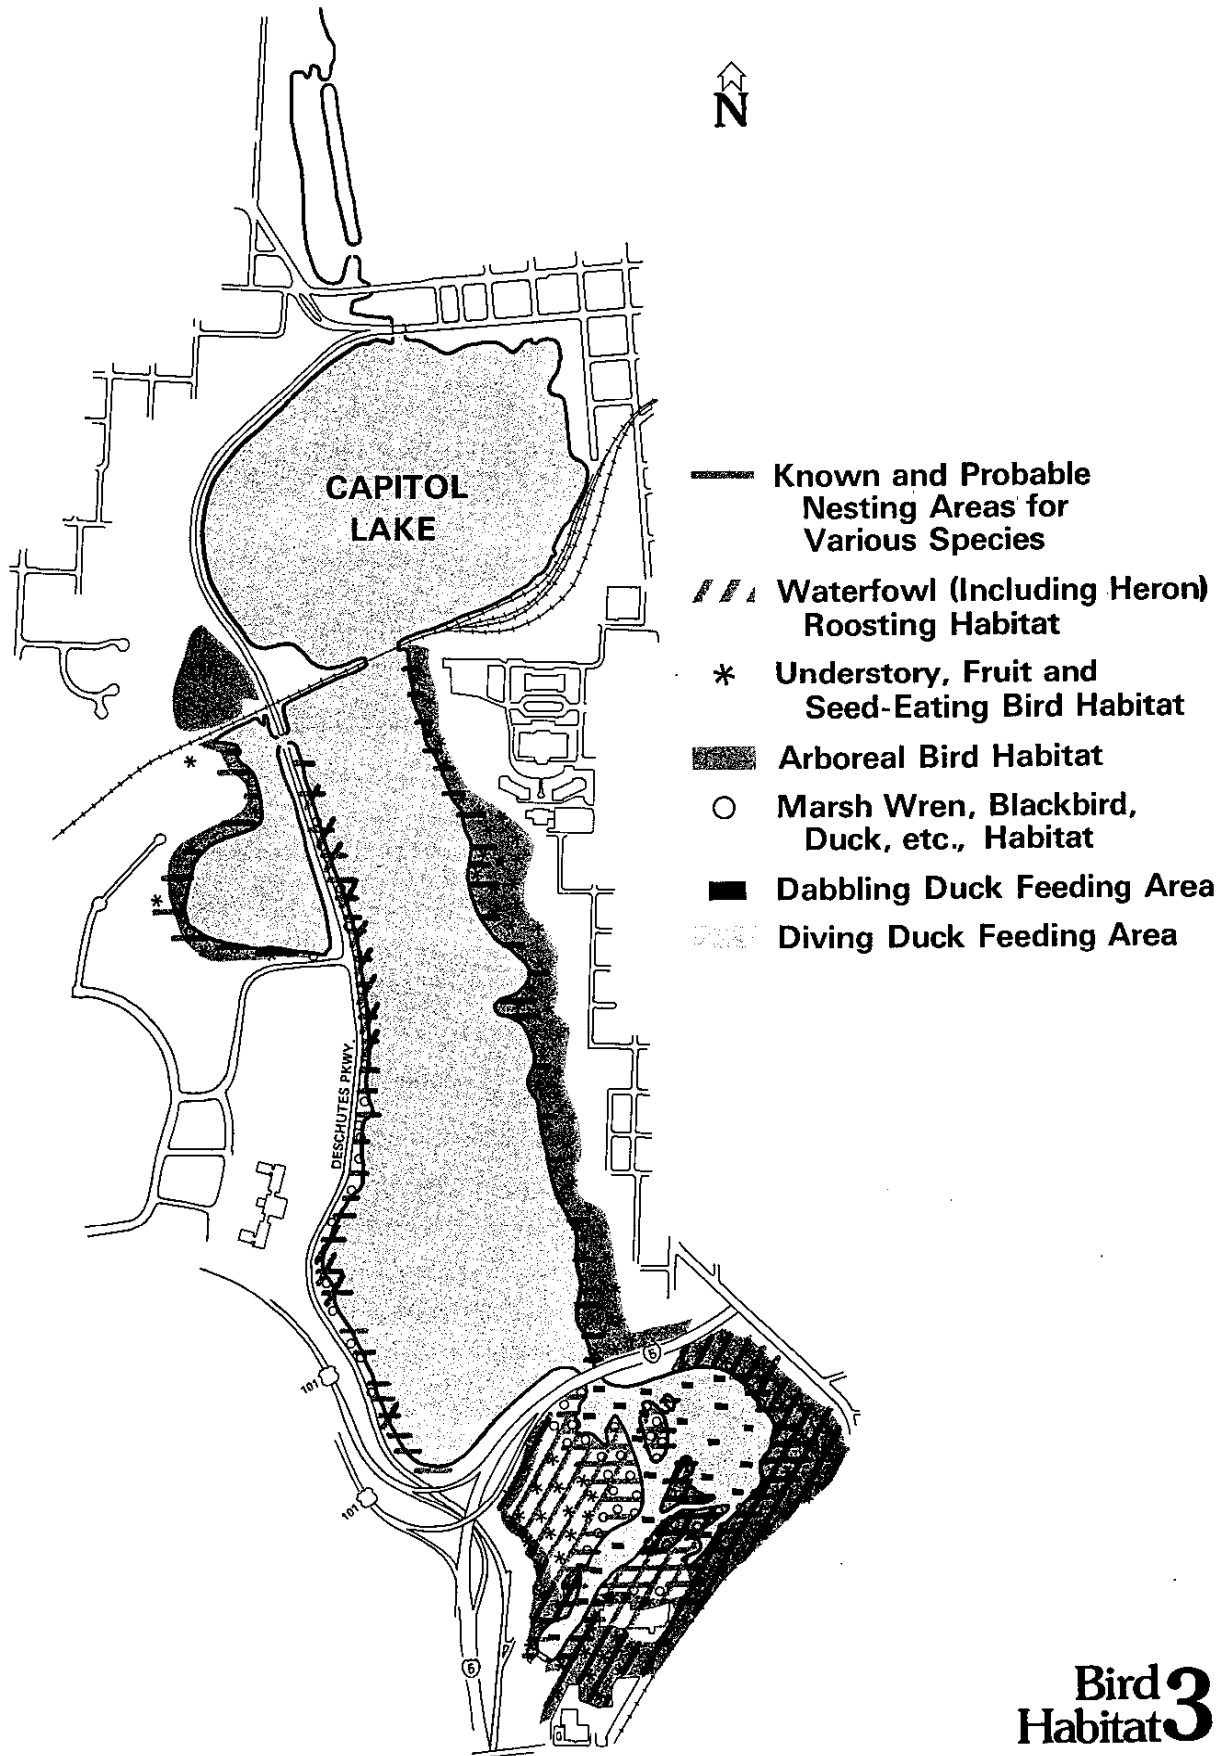 N
CAPITOL
LAKE
Known and Probable
Nesting Areas for
Various Species
Waterfowl (Including Heron)
Roosting Habitat
Understory, Fruit and
Seed-Eating Bird Habitat
Arboreal Bird Habitat
Marsh Wren, Blackbird,
Duck, etc., Habitat
Dabbling Duck Feeding Area
Diving Duck Feeding Area
DESCHUTES PKWY.
5
101
101
5
Bird
Habitat 3